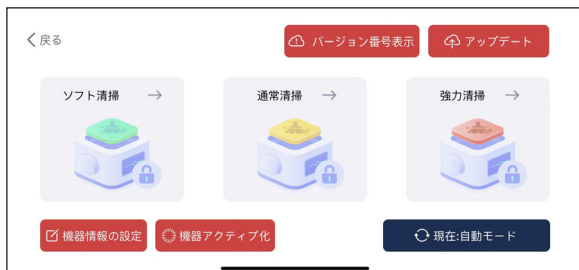 戻る
バージョン番号表示
アップデート
ソフト清掃
通常清掃
強力清掃
機器情報の設定
機器アクティブ化
現在:自動モード